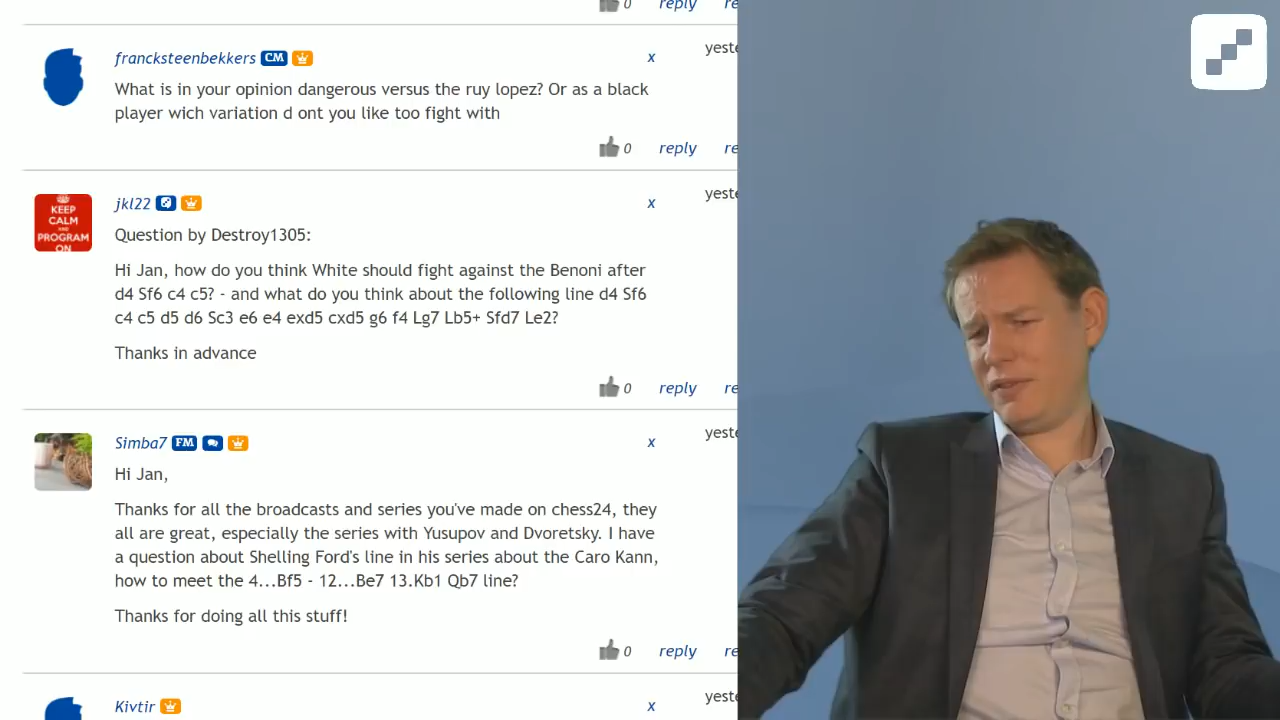 0 reply re
francksteenbekkers CM x yeste
What is in your opinion dangerous versus the ruy lopez? Or as a black
player wich variation d ont you like too fight with
0 reply re
KEEP
CALM
AND
PROGRAM
ON
jkl22 x yeste
Question by Destroy1305:
Hi Jan, how do you think White should fight against the Benoni after
d4 Sf6 c4 c5? - and what do you think about the following line d4 Sf6
c4 c5 d5 d6 Sc3 e6 e4 exd5 cxd5 g6 f4 Lg7 Lb5+ Sfd7 Le2?
Thanks in advance
0 reply re
Simba7 FM x yeste
Hi Jan,
Thanks for all the broadcasts and series you've made on chess24, they
all are great, especially the series with Yusupov and Dvoretsky. I have
a question about Shelling Ford's line in his series about the Caro Kann,
how to meet the 4...Bf5 - 12...Be7 13.Kb1 Qb7 line?
Thanks for doing all this stuff!
0 reply re
Kivtir x yeste